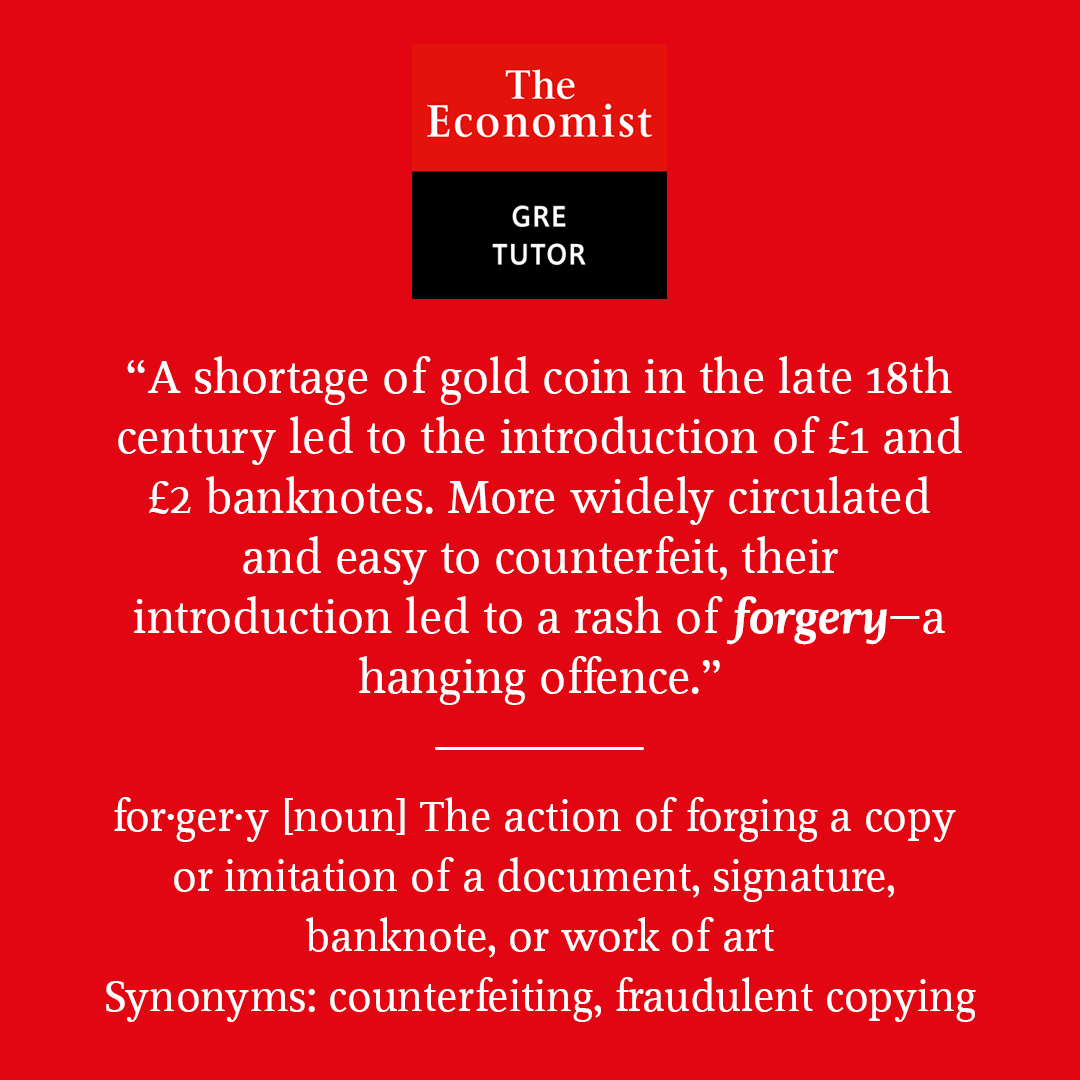 The
Economist
GRE
TUTOR
“A shortage of gold coin in the late 18th
century led to the introduction of £1 and
£2 banknotes. More widely circulated
and easy to counterfeit, their
introduction led to a rash of forgery—a
hanging offence.”
for·ger·y [noun] The action of forging a copy
or imitation of a document, signature,
banknote, or work of art
Synonyms: counterfeiting, fraudulent copying